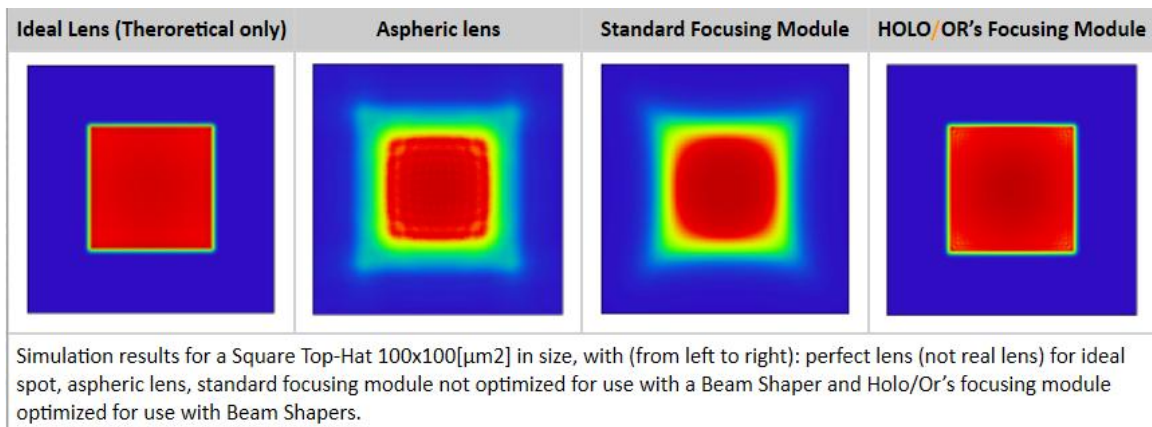 Ideal Lens (Theroretical only)
Aspheric lens
Standard Focusing Module
HOLO/OR's Focusing Module
Simulation results for a Square Top-Hat 100x100[µm2] in size, with (from left to right): perfect lens (not real lens) for ideal
spot, aspheric lens, standard focusing module not optimized for use with a Beam Shaper and Holo/Or's focusing module
optimized for use with Beam Shapers.